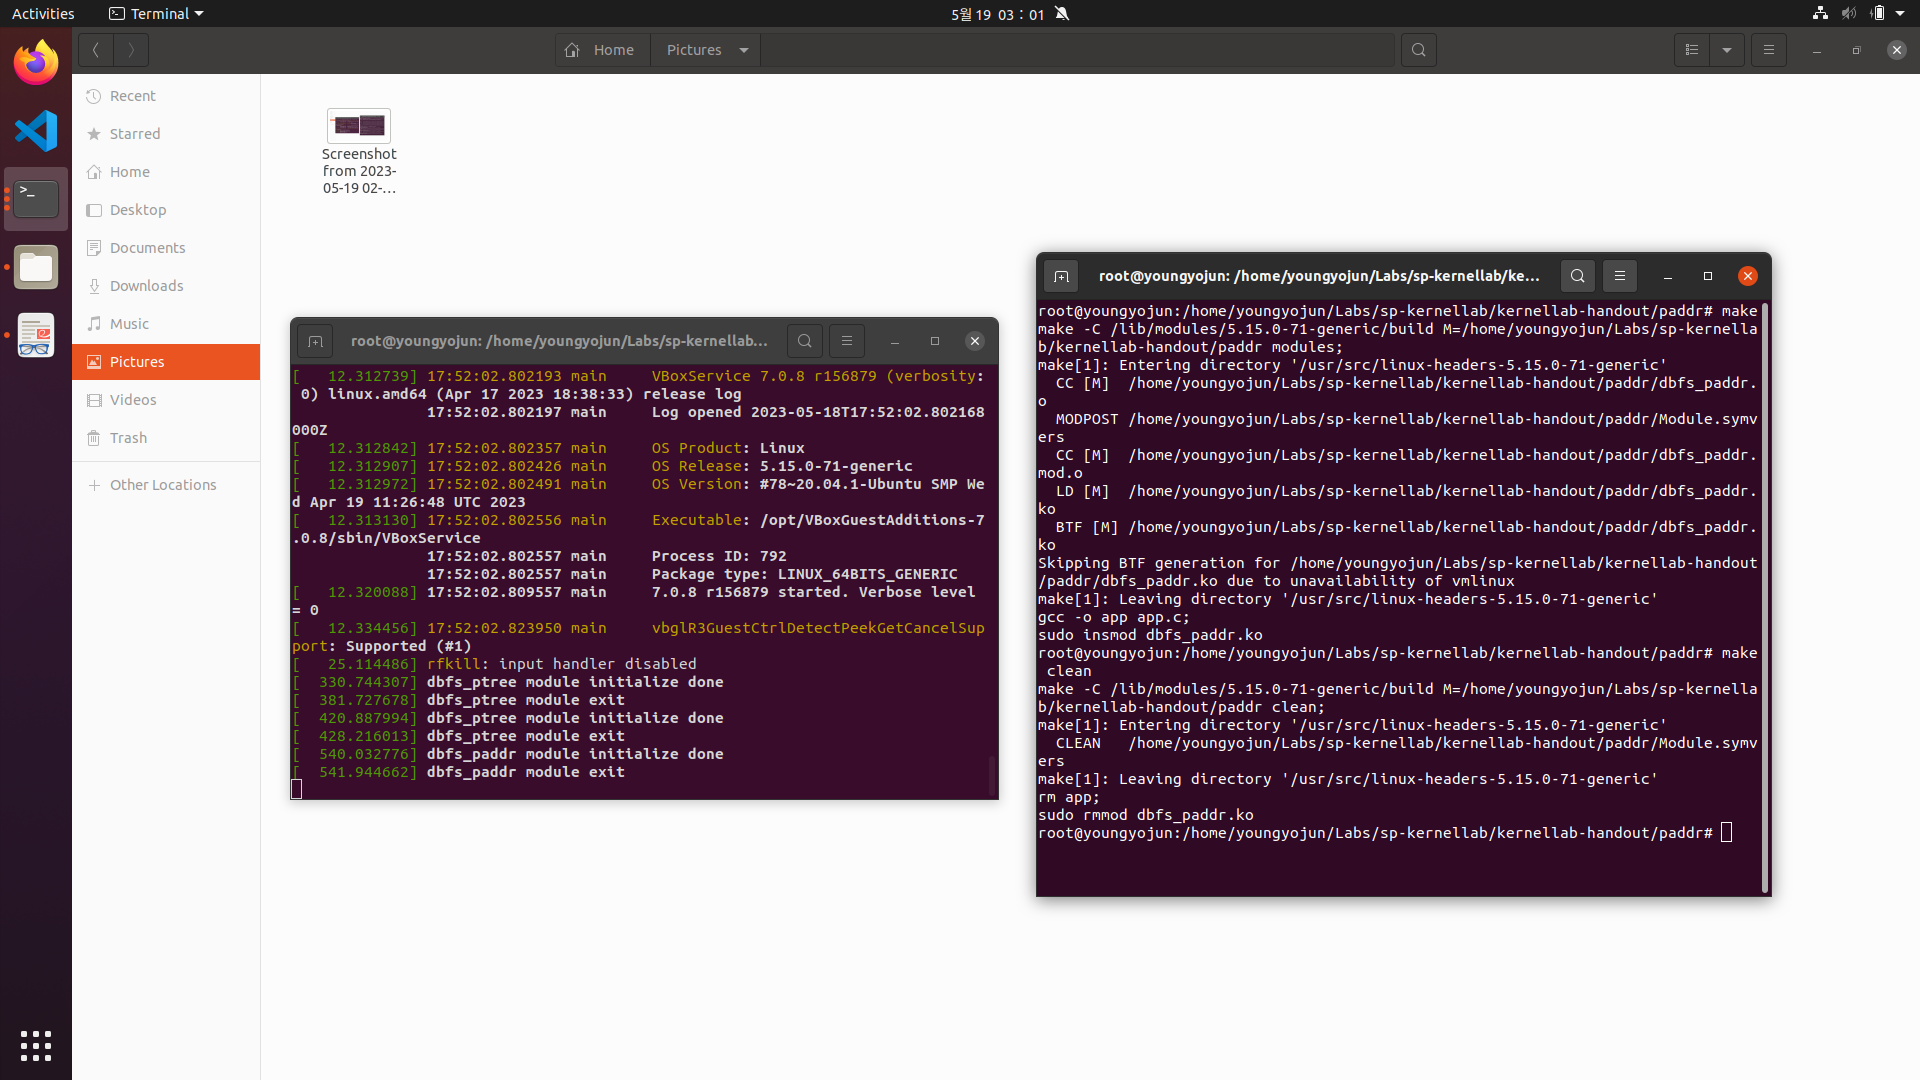 Activities
Terminal
5월 19 03 : 01
Home
Pictures
Recent
Starred
Home
Desktop
Documents
Downloads
Music
Pictures
Videos
Trash
Other Locations
Screenshot
from 2023-
05-19 02-…
root@youngyojun: /home/youngyojun/Labs/sp-kernellab...
[   12.312739] 17:52:02.802193 main     VBoxService 7.0.8 r156879 (verbosity:
 0) linux.amd64 (Apr 17 2023 18:38:33) release log
               17:52:02.802197 main     Log opened 2023-05-18T17:52:02.802168
000Z
[   12.312842] 17:52:02.802357 main     OS Product: Linux
[   12.312907] 17:52:02.802426 main     OS Release: 5.15.0-71-generic
[   12.312972] 17:52:02.802491 main     OS Version: #78~20.04.1-Ubuntu SMP We
d Apr 19 11:26:48 UTC 2023
[   12.313130] 17:52:02.802556 main     Executable: /opt/VBoxGuestAdditions-7
.0.8/sbin/VBoxService
               17:52:02.802557 main     Process ID: 792
               17:52:02.802557 main     Package type: LINUX_64BITS_GENERIC
[   12.320088] 17:52:02.809557 main     7.0.8 r156879 started. Verbose level
= 0
[   12.334456] 17:52:02.823950 main     vbglR3GuestCtrlDetectPeekGetCancelSup
port: Supported (#1)
[   25.114486] rfkill: input handler disabled
[  330.744307] dbfs_ptree module initialize done
[  381.727678] dbfs_ptree module exit
[  420.887994] dbfs_ptree module initialize done
[  428.216013] dbfs_ptree module exit
[  540.032776] dbfs_paddr module initialize done
[  541.944662] dbfs_paddr module exit
root@youngyojun: /home/youngyojun/Labs/sp-kernellab/ke...
root@youngyojun:/home/youngyojun/Labs/sp-kernellab/kernellab-handout/paddr# make
make -C /lib/modules/5.15.0-71-generic/build M=/home/youngyojun/Labs/sp-kernella
b/kernellab-handout/paddr modules;
make[1]: Entering directory '/usr/src/linux-headers-5.15.0-71-generic'
  CC [M]  /home/youngyojun/Labs/sp-kernellab/kernellab-handout/paddr/dbfs_paddr.
o
  MODPOST /home/youngyojun/Labs/sp-kernellab/kernellab-handout/paddr/Module.symv
ers
  CC [M]  /home/youngyojun/Labs/sp-kernellab/kernellab-handout/paddr/dbfs_paddr.
mod.o
  LD [M]  /home/youngyojun/Labs/sp-kernellab/kernellab-handout/paddr/dbfs_paddr.
ko
  BTF [M] /home/youngyojun/Labs/sp-kernellab/kernellab-handout/paddr/dbfs_paddr.
ko
Skipping BTF generation for /home/youngyojun/Labs/sp-kernellab/kernellab-handout
/paddr/dbfs_paddr.ko due to unavailability of vmlinux
make[1]: Leaving directory '/usr/src/linux-headers-5.15.0-71-generic'
gcc -o app app.c;
sudo insmod dbfs_paddr.ko
root@youngyojun:/home/youngyojun/Labs/sp-kernellab/kernellab-handout/paddr# make
 clean
make -C /lib/modules/5.15.0-71-generic/build M=/home/youngyojun/Labs/sp-kernella
b/kernellab-handout/paddr clean;
make[1]: Entering directory '/usr/src/linux-headers-5.15.0-71-generic'
  CLEAN   /home/youngyojun/Labs/sp-kernellab/kernellab-handout/paddr/Module.symv
ers
make[1]: Leaving directory '/usr/src/linux-headers-5.15.0-71-generic'
rm app;
sudo rmmod dbfs_paddr.ko
root@youngyojun:/home/youngyojun/Labs/sp-kernellab/kernellab-handout/paddr#